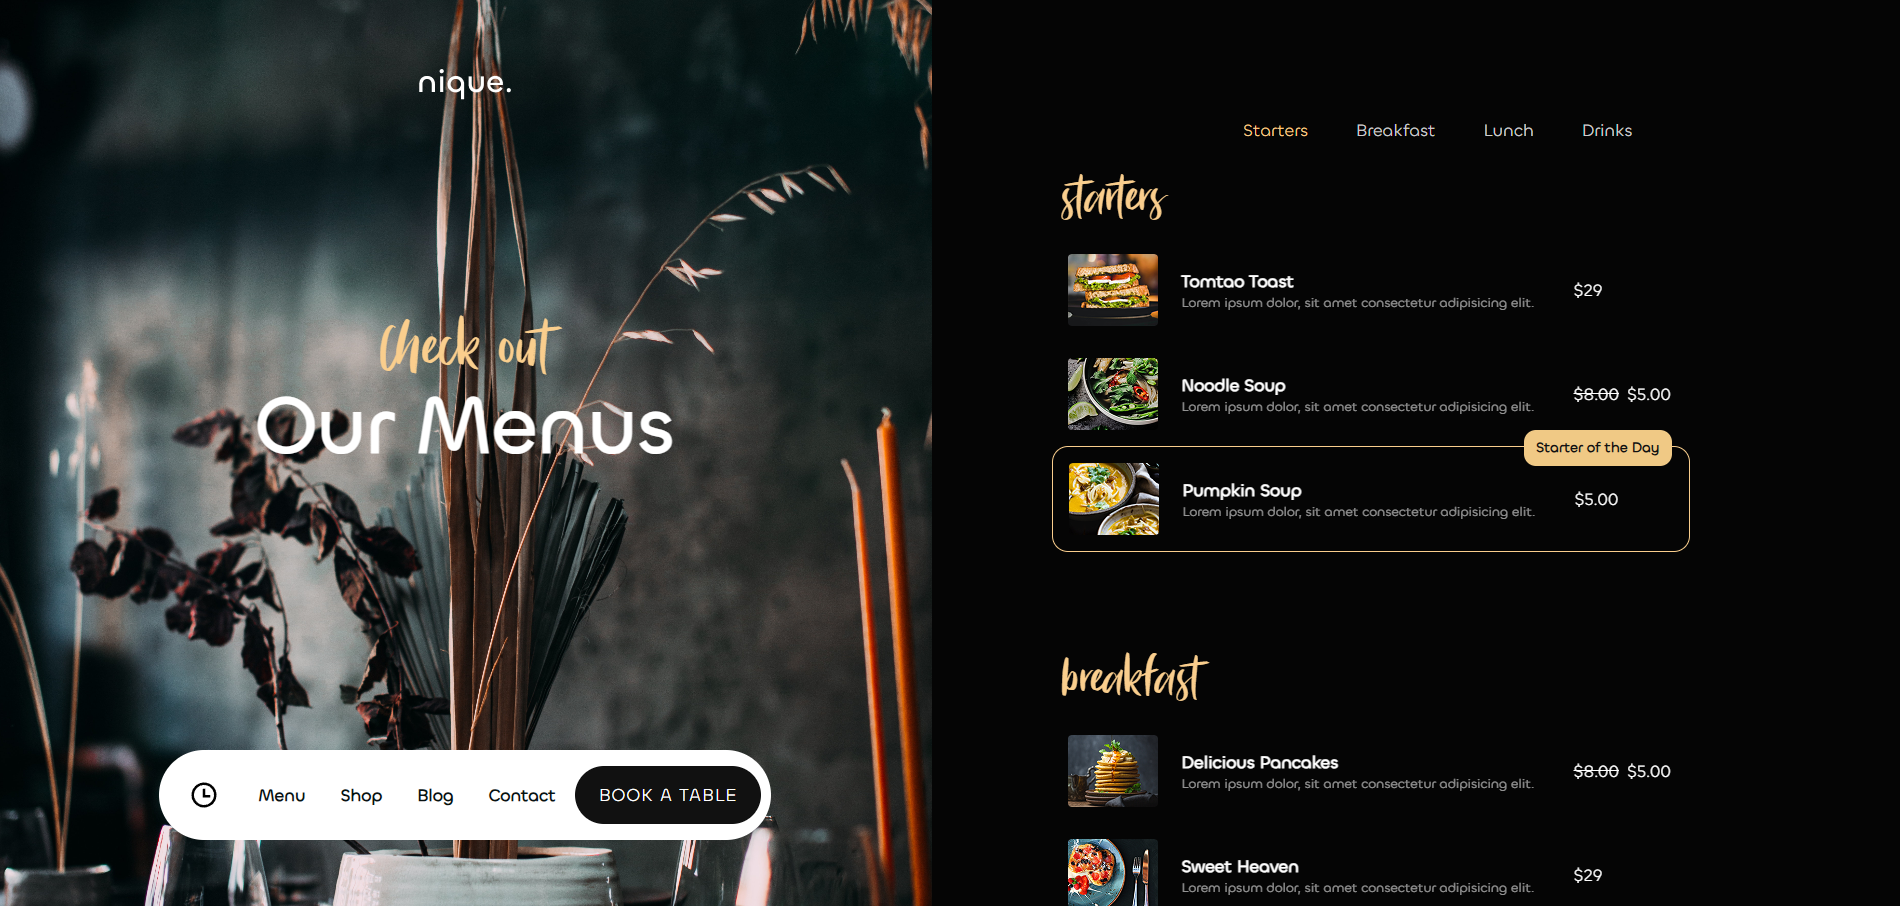 nique.
check out
Our Menus
Menu Shop Blog Contact BOOK A TABLE
Starters Breakfast Lunch Drinks
starters
Tomtao Toast
Lorem ipsum dolor, sit amet consectetur adipisicing elit.
$29
Noodle Soup
Lorem ipsum dolor, sit amet consectetur adipisicing elit.
$8.00 $5.00
Starter of the Day
Pumpkin Soup
Lorem ipsum dolor, sit amet consectetur adipisicing elit.
$5.00
breakfast
Delicious Pancakes
Lorem ipsum dolor, sit amet consectetur adipisicing elit.
$8.00 $5.00
Sweet Heaven
Lorem ipsum dolor, sit amet consectetur adipisicing elit.
$29